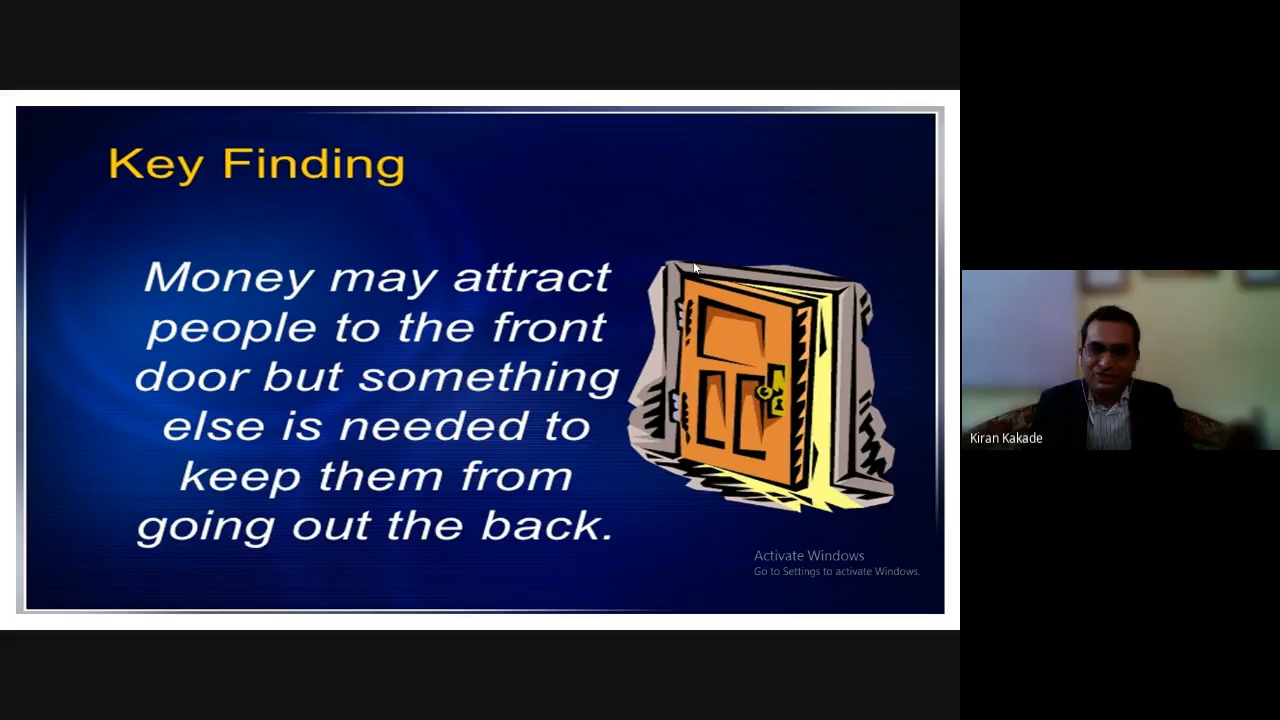 Key Finding
Money may attract
people to the front
door but something
else is needed to
keep them from
going out the back.
Activate Windows
Go to Settings to activate Windows.
Kiran Kakade